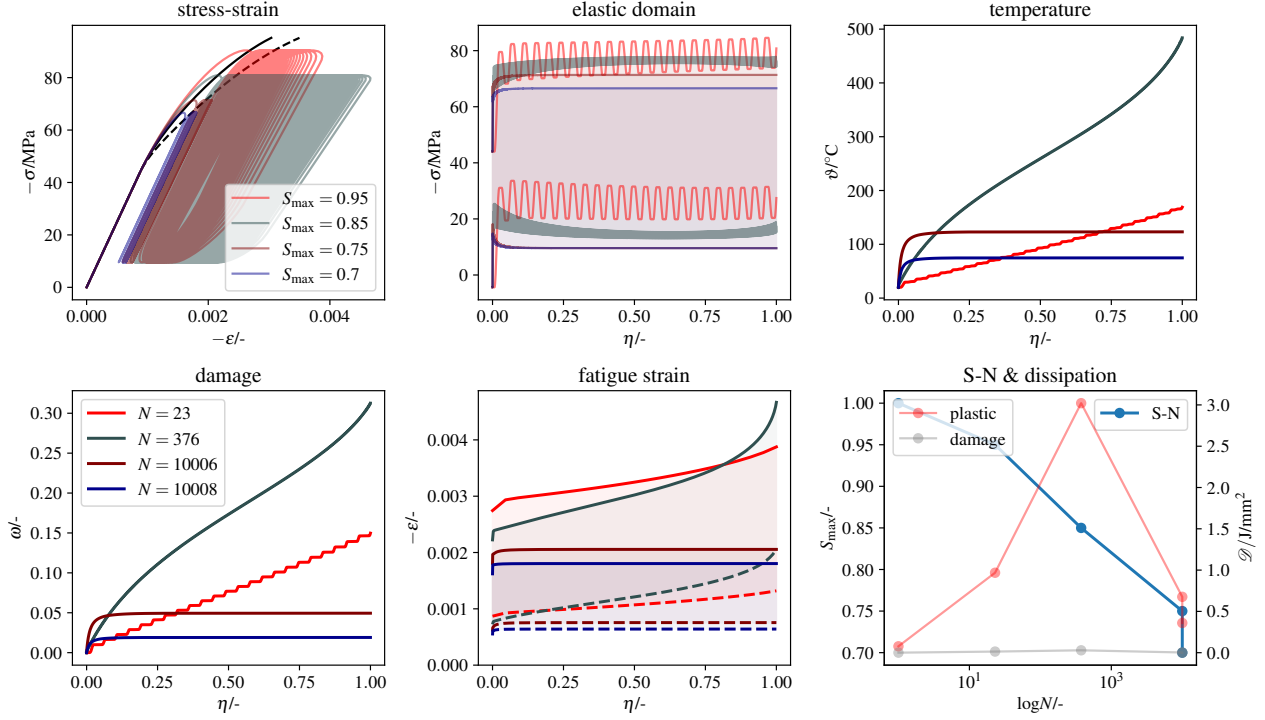 stress-strain
−σ/MPa
100
80
60
40
20
0
0.000
0.002
0.004
−ε/-
S_max = 0.95
S_max = 0.85
S_max = 0.75
S_max = 0.7
elastic domain
−σ/MPa
80
60
40
20
0
0.00
0.25
0.50
0.75
1.00
η/-
temperature
ϑ/°C
500
400
300
200
100
0
0.00
0.25
0.50
0.75
1.00
η/-
damage
ω/-
0.30
0.25
0.20
0.15
0.10
0.05
0.00
0.00
0.25
0.50
0.75
1.00
η/-
N = 23
N = 376
N = 10006
N = 10008
fatigue strain
−ε/-
0.004
0.003
0.002
0.001
0.000
0.00
0.25
0.50
0.75
1.00
η/-
S-N & dissipation
S_max/-
1.00
0.95
0.90
0.85
0.80
0.75
0.70
10^1
10^3
logN/-
plastic
damage
S-N
3.0
2.5
2.0
1.5
1.0
0.5
0.0
𝒟/J/mm²